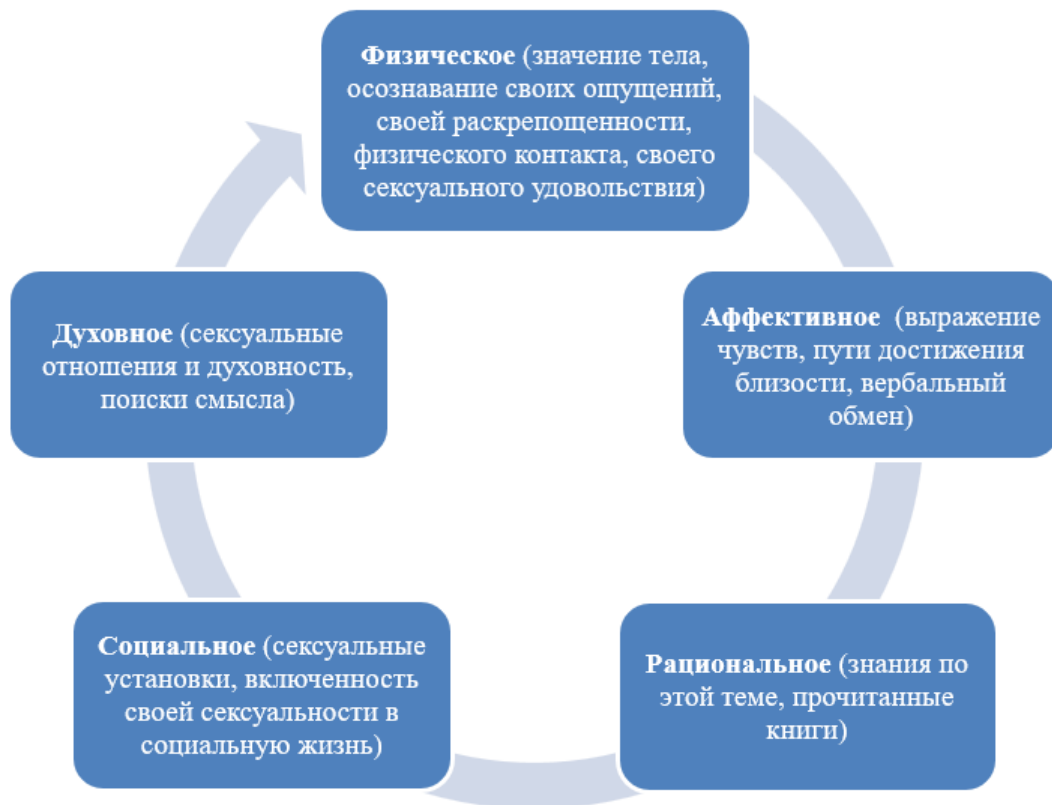 Физическое (значение тела,
осознавание своих ощущений,
своей раскрепощенности,
физического контакта, своего
сексуального удовольствия)
Аффективное (выражение
чувств, пути достижения
близости, вербальный
обмен)
Рациональное (знания по
этой теме, прочитанные
книги)
Социальное (сексуальные
установки, включенность
своей сексуальности в
социальную жизнь)
Духовное (сексуальные
отношения и духовность,
поиски смысла)